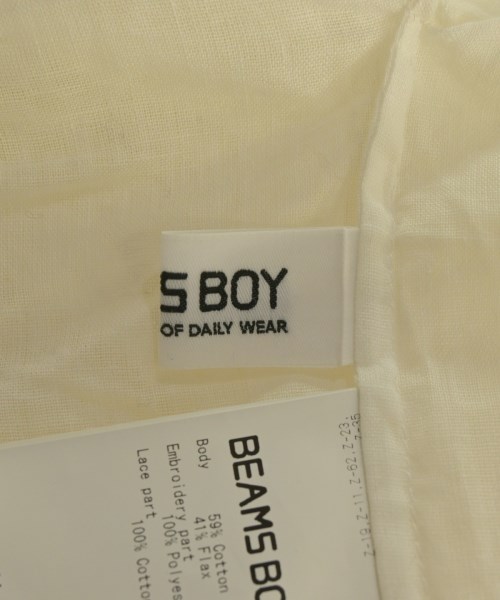 S BOY
OF DAILY WEAR
BEAMS BO
Body
59% Cotton
41% Flax
Embroidery part
100% Polyes
Lace part
100% Cotto